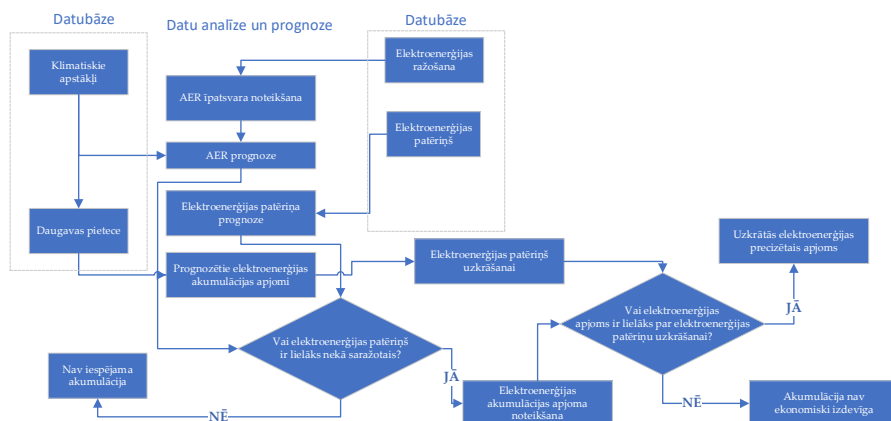 Datubāze
Datu analīze un prognoze
Datubāze
Klimatiskie
apstākļi
Elektroenerģijas
ražošana
AER īpatsvara noteikšana
Elektroenerģijas
patēriņš
AER prognoze
Elektroenerģijas patēriņa
prognoze
Daugavas pietece
Prognozētie elektroenerģijas
akumulācijas apjomi
Elektroenerģijas patēriņš
uzkrāšanai
Uzkrātās elektroenerģijas
precizētais apjoms
Vai elektroenerģijas
apjoms ir lielāks par elektroenerģijas
patēriņu uzkrāšanai?
JĀ
Vai elektroenerģijas patēriņš
ir lielāks nekā saražotais?
Nav iespējama
akumulācija
JĀ
NĒ
Elektroenerģijas
akumulācijas apjoma
noteikšana
NĒ
Akumulācija nav
ekonomiski izdevīga